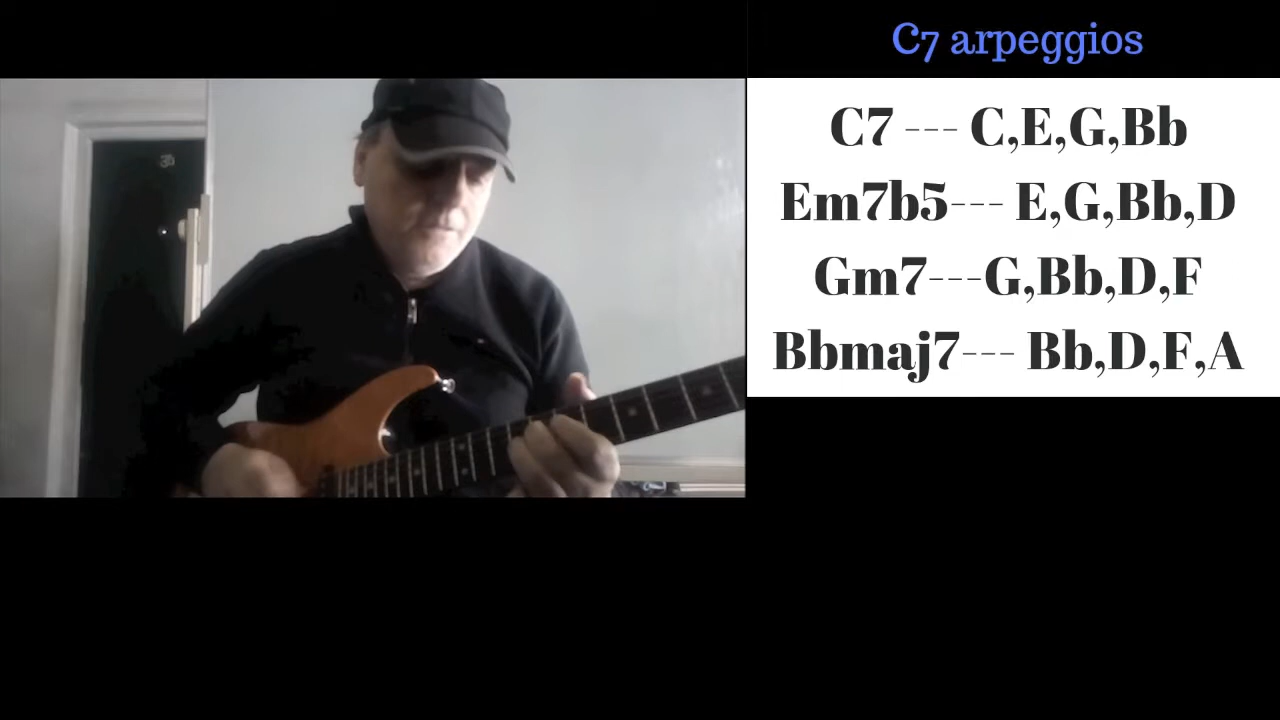 C7 arpeggios
C7 --- C,E,G,Bb
Em7b5--- E,G,Bb,D
Gm7---G,Bb,D,F
Bbmaj7--- Bb,D,F,A
ॐ